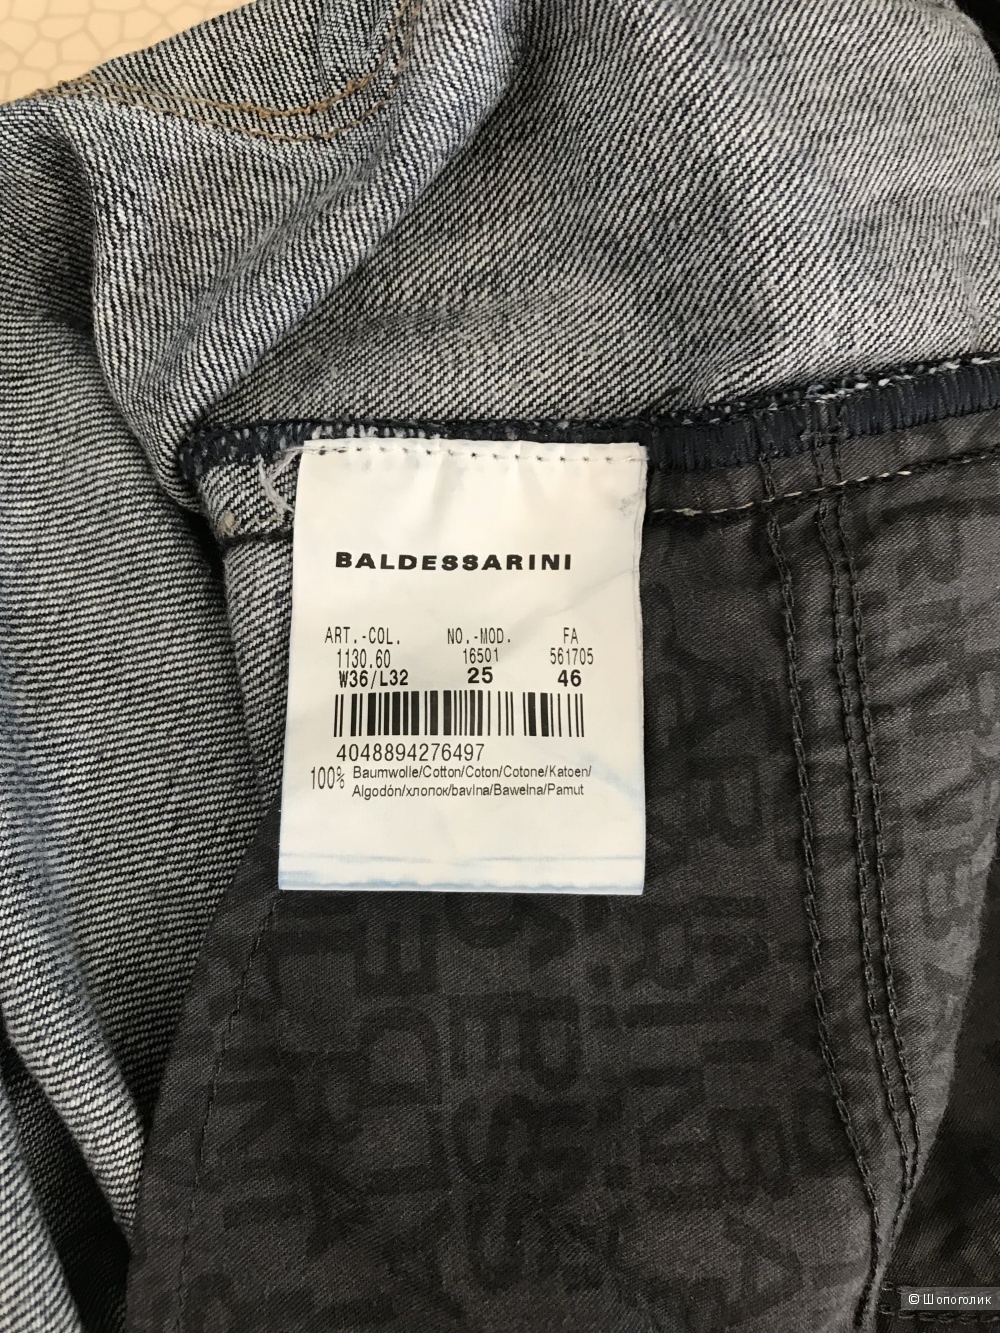 BALDESSARINI
ART.-COL. NO.-MOD. FA
1130.60 16501 561705
W36/L32 25 46
4048894276497
100% Baumwolle/Cotton/Coton/Cotone/Katoen/
Algodón/хлопок/bavlna/Bawełna/Pamut
© Шопоголик